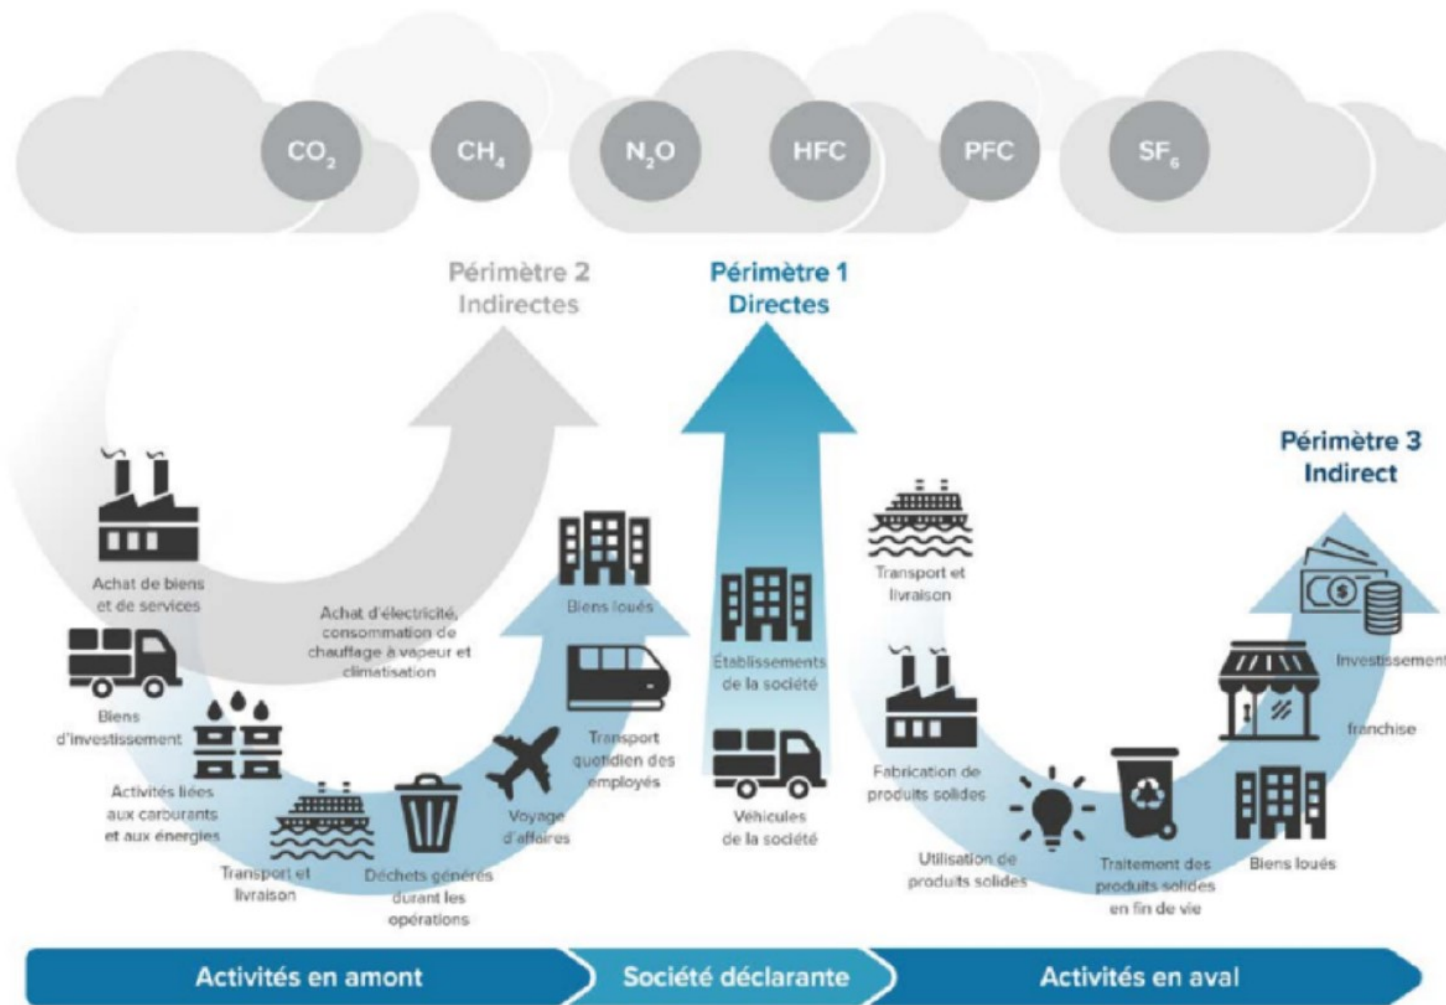 CO₂
CH₄
N₂O
HFC
PFC
SF₆
Périmètre 2
Indirectes
Périmètre 1
Directes
Périmètre 3
Indirect
Achat de biens
et de services
Biens
d'investissement
Activités liées
aux carburants
et aux énergies
Transport et
livraison
Déchets générés
durant les
opérations
Voyage
d'affaires
Transport
quotidien des
employés
Biens loués
Achat d'électricité,
consommation de
chauffage à vapeur et
climatisation
Établissements
de la société
Véhicules
de la société
Transport et
livraison
Fabrication de
produits solides
Utilisation de
produits solides
Traitement des
produits solides
en fin de vie
Biens loués
franchise
Investissement
Activités en amont
Société déclarante
Activités en aval